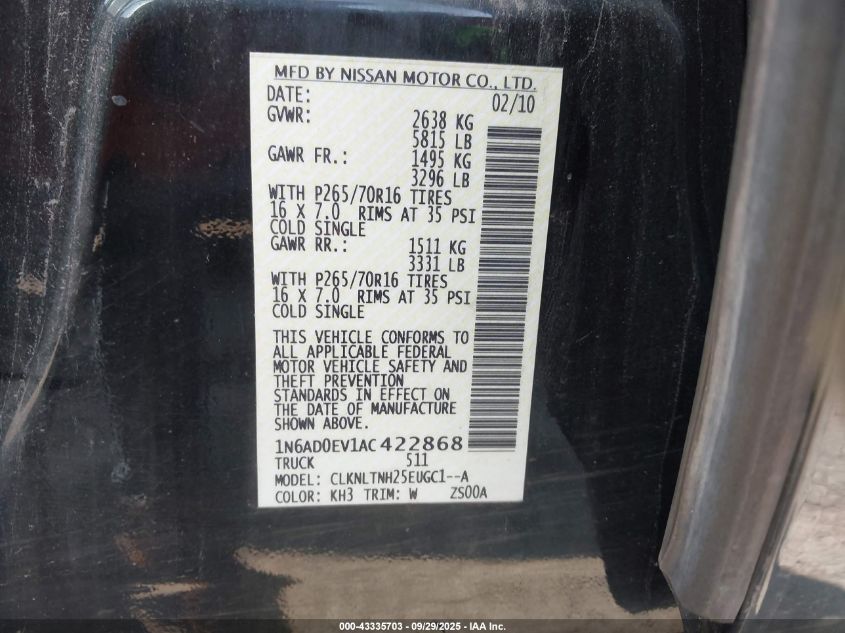 MFD BY NISSAN MOTOR CO., LTD.
DATE: 02/10
GVWR: 2638 KG
5815 LB
GAWR FR.: 1495 KG
3296 LB
WITH P265/70R16 TIRES
16 X 7.0 RIMS AT 35 PSI
COLD SINGLE
GAWR RR.: 1511 KG
3331 LB
WITH P265/70R16 TIRES
16 X 7.0 RIMS AT 35 PSI
COLD SINGLE
THIS VEHICLE CONFORMS TO
ALL APPLICABLE FEDERAL
MOTOR VEHICLE SAFETY AND
THEFT PREVENTION
STANDARDS IN EFFECT ON
THE DATE OF MANUFACTURE
SHOWN ABOVE.
1N6AD0EV1AC422868
TRUCK 511
MODEL: CLKNLTNH25EUGC1--A
COLOR: KH3 TRIM: W ZS00A
000-43335703 - 09/29/2025 - IAA Inc.